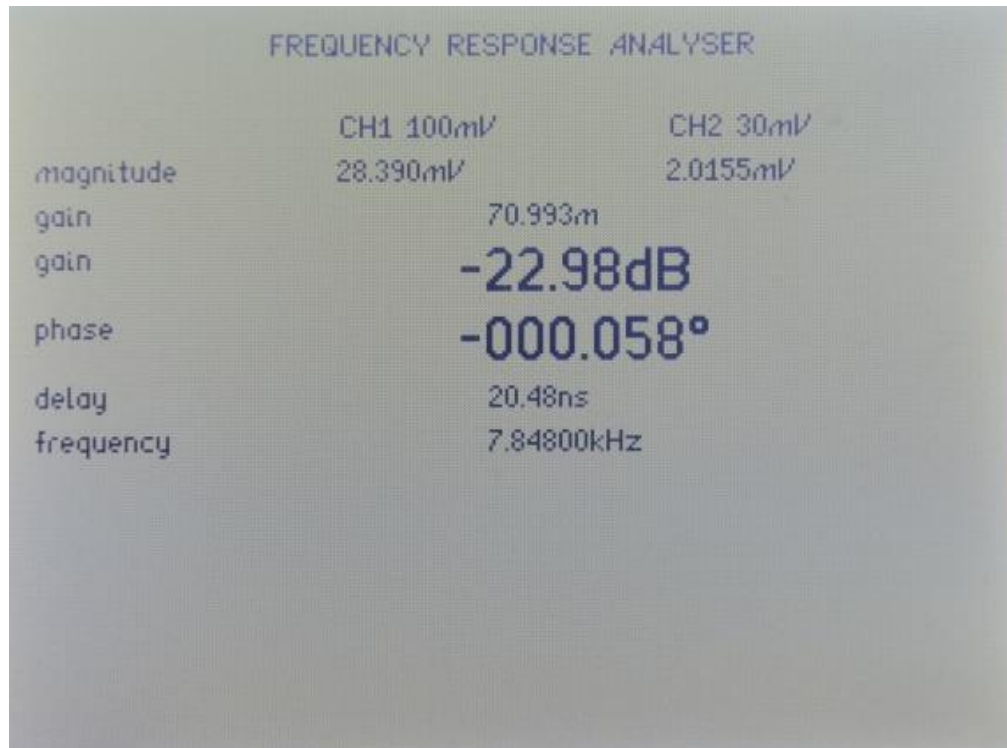 FREQUENCY RESPONSE ANALYSER
CH1 100mV CH2 30mV
magnitude 28.390mV 2.0155mV
gain 70.993m
gain -22.98dB
phase -000.058°
delay 20.48ns
frequency 7.84800kHz